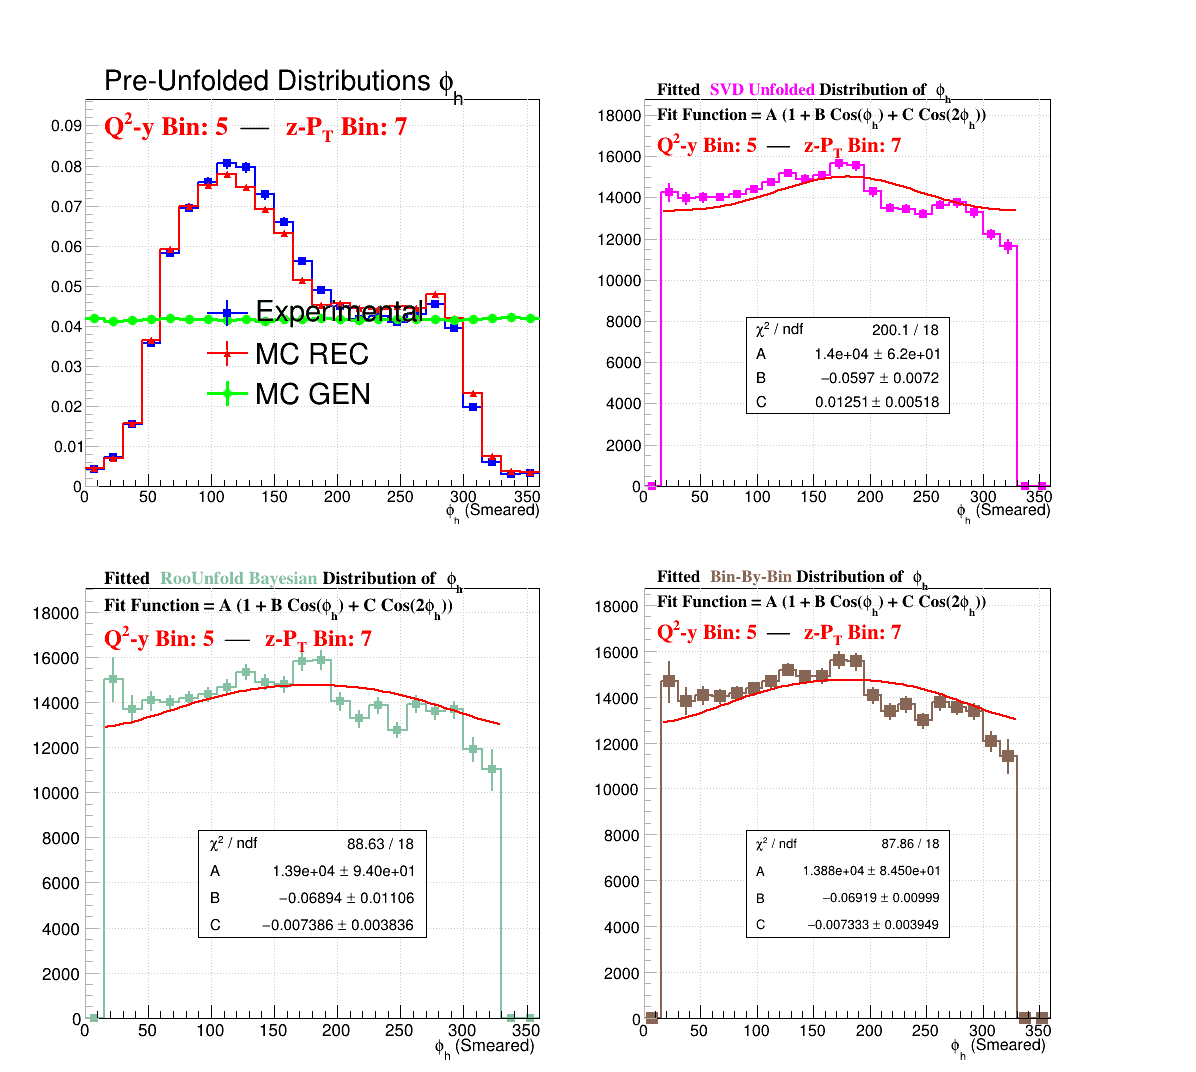 Pre-Unfolded Distributions ϕh
Q²-y Bin: 5 — z-PT Bin: 7
0.09
0.08
0.07
0.06
0.05
0.04
0.03
0.02
0.01
0
Experimental
MC REC
MC GEN
0 50 100 150 200 250 300 350
ϕh (Smeared)
Fitted SVD Unfolded Distribution of ϕh
Fit Function = A (1 + B Cos(ϕh) + C Cos(2ϕh))
Q²-y Bin: 5 — z-PT Bin: 7
18000
16000
14000
12000
10000
8000
6000
4000
2000
0
χ² / ndf 200.1 / 18
A 1.4e+04 ± 6.2e+01
B −0.0597 ± 0.0072
C 0.01251 ± 0.00518
0 50 100 150 200 250 300 350
ϕh (Smeared)
Fitted RooUnfold Bayesian Distribution of ϕh
Fit Function = A (1 + B Cos(ϕh) + C Cos(2ϕh))
Q²-y Bin: 5 — z-PT Bin: 7
18000
16000
14000
12000
10000
8000
6000
4000
2000
0
χ² / ndf 88.63 / 18
A 1.39e+04 ± 9.40e+01
B −0.06894 ± 0.01106
C −0.007386 ± 0.003836
0 50 100 150 200 250 300 350
ϕh (Smeared)
Fitted Bin-By-Bin Distribution of ϕh
Fit Function = A (1 + B Cos(ϕh) + C Cos(2ϕh))
Q²-y Bin: 5 — z-PT Bin: 7
18000
16000
14000
12000
10000
8000
6000
4000
2000
0
χ² / ndf 87.86 / 18
A 1.388e+04 ± 8.450e+01
B −0.06919 ± 0.00999
C −0.007333 ± 0.003949
0 50 100 150 200 250 300 350
ϕh (Smeared)